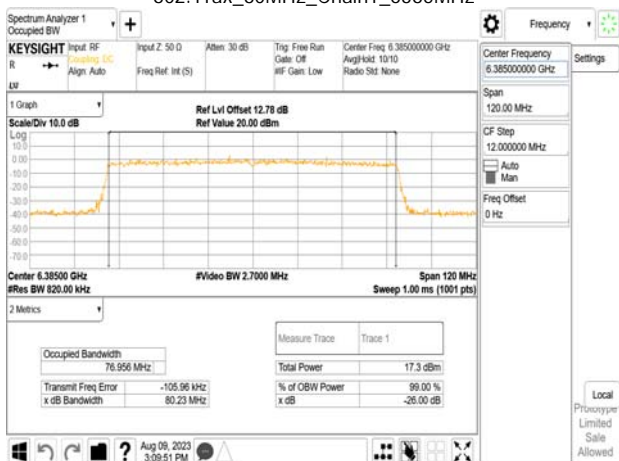 Spectrum Analyzer 1
Occupied BW
+
Frequency
KEYSIGHT
R
Input: RF
Coupling: DC
Align: Auto
Input Z: 50 Ω
Freq Ref: Int (S)
Atten: 30 dB
Trig: Free Run
Gate: Off
#IF Gain: Low
Center Freq: 6.385000000 GHz
Avg|Hold: 10/10
Radio Std: None
Center Frequency
6.385000000 GHz
Settings
Span
120.00 MHz
CF Step
12.000000 MHz
Auto
Man
Freq Offset
0 Hz
1 Graph
Scale/Div 10.0 dB
Ref Lvl Offset 12.78 dB
Ref Value 20.00 dBm
Log
10.0
0.00
-10.0
-20.0
-30.0
-40.0
-50.0
-60.0
-70.0
Center 6.38500 GHz
#Video BW 2.7000 MHz
Span 120 MHz
#Res BW 820.00 kHz
Sweep 1.00 ms (1001 pts)
2 Metrics
Measure Trace Trace 1
Occupied Bandwidth
76.956 MHz
Total Power 17.3 dBm
Transmit Freq Error -105.96 kHz
% of OBW Power 99.00 %
x dB Bandwidth 80.23 MHz
x dB -26.00 dB
Local
Prototype
Limited
Sale
Allowed
?
Aug 09, 2023
3:09:51 PM